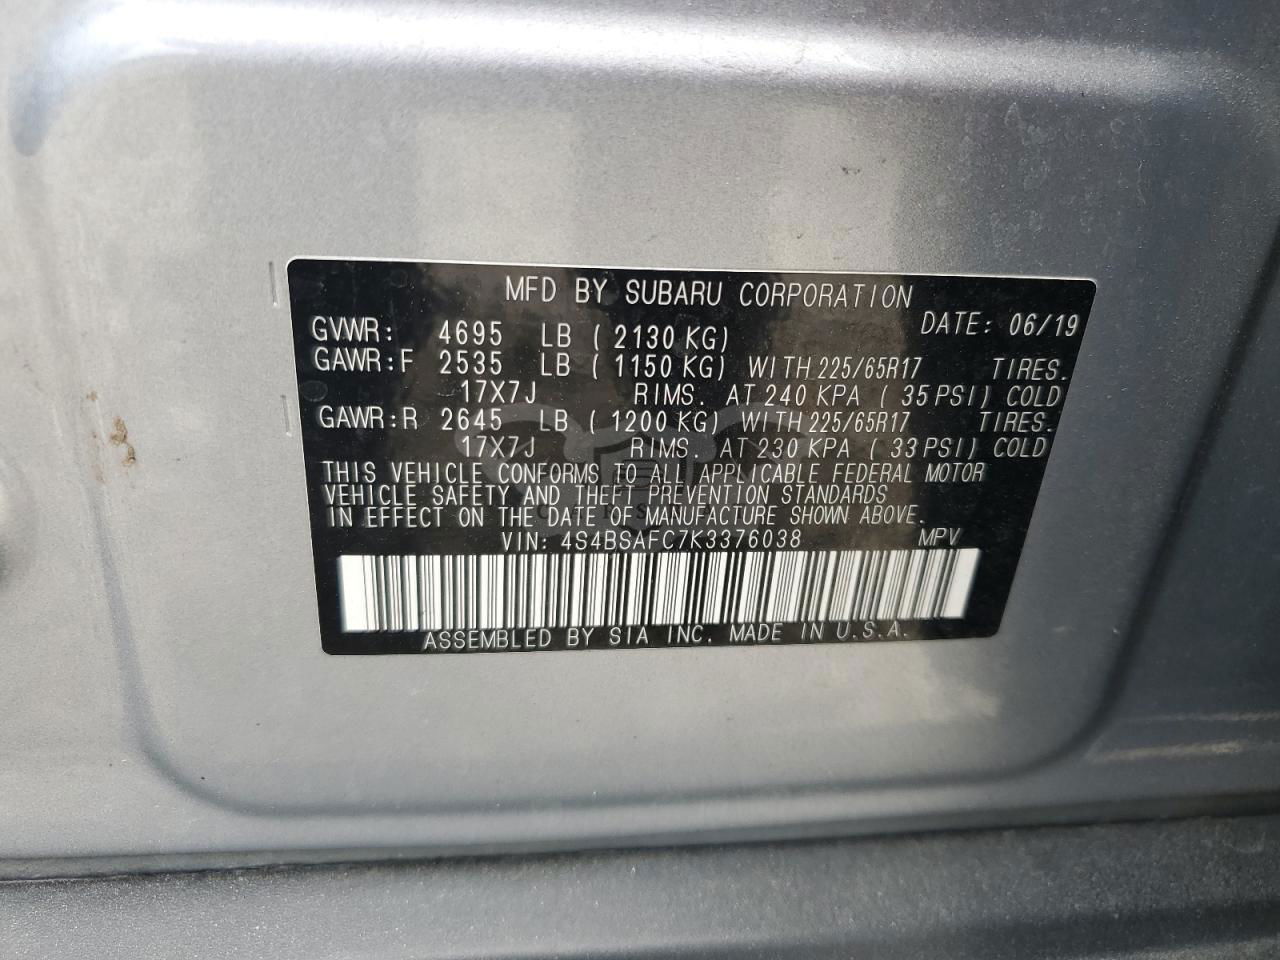 MFD BY SUBARU CORPORATION
DATE: 06/19
GVWR: 4695 LB ( 2130 KG)
GAWR:F 2535 LB ( 1150 KG) WITH 225/65R17 TIRES.
17X7J RIMS. AT 240 KPA ( 35 PSI) COLD
GAWR:R 2645 LB ( 1200 KG) WITH 225/65R17 TIRES.
17X7J RIMS. AT 230 KPA ( 33 PSI) COLD
THIS VEHICLE CONFORMS TO ALL APPLICABLE FEDERAL MOTOR
VEHICLE SAFETY AND THEFT PREVENTION STANDARDS
IN EFFECT ON THE DATE OF MANUFACTURE SHOWN ABOVE.
VIN: 4S4BSAFC7K3376038 MPV
ASSEMBLED BY SIA INC. MADE IN U.S.A.